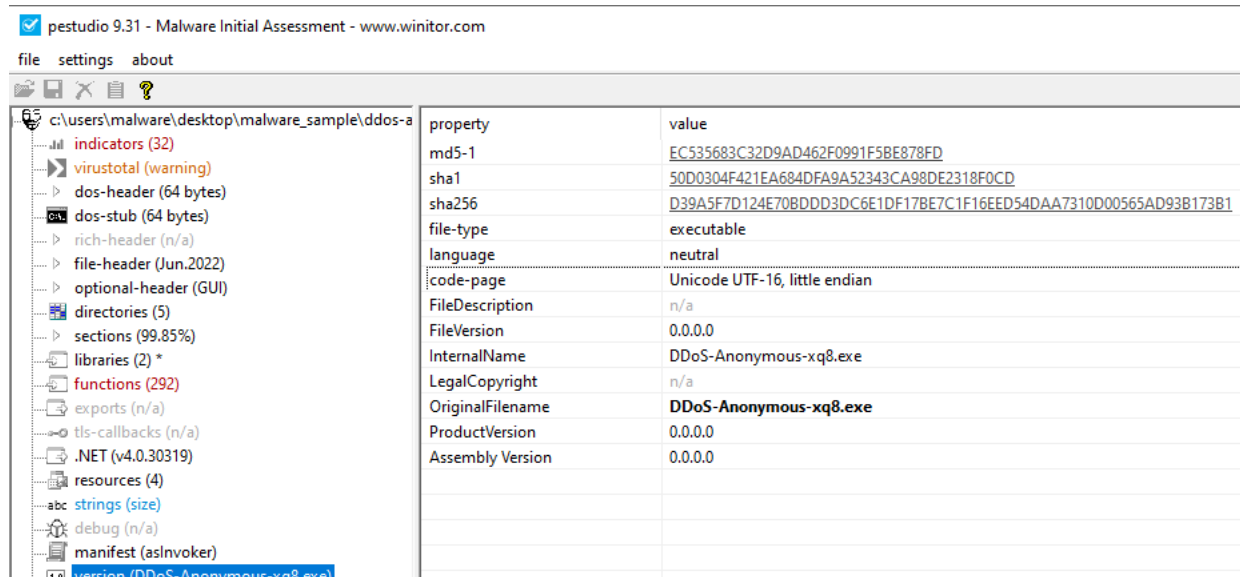 pestudio 9.31 - Malware Initial Assessment - www.winitor.com
file settings about
c:\users\malware\desktop\malware_sample\ddos-a
indicators (32)
virustotal (warning)
dos-header (64 bytes)
dos-stub (64 bytes)
rich-header (n/a)
file-header (Jun.2022)
optional-header (GUI)
directories (5)
sections (99.85%)
libraries (2) *
functions (292)
exports (n/a)
tls-callbacks (n/a)
.NET (v4.0.30319)
resources (4)
abc strings (size)
debug (n/a)
manifest (asInvoker)
version (DDoS-Anonymous-xq8.exe)
property value
md5-1 EC535683C32D9AD462F0991F5BE878FD
sha1 50D0304F421EA684DFA9A52343CA98DE2318F0CD
sha256 D39A5F7D124E70BDDD3DC6E1DF17BE7C1F16EED54DAA7310D00565AD93B173B1
file-type executable
language neutral
code-page Unicode UTF-16, little endian
FileDescription n/a
FileVersion 0.0.0.0
InternalName DDoS-Anonymous-xq8.exe
LegalCopyright n/a
OriginalFilename DDoS-Anonymous-xq8.exe
ProductVersion 0.0.0.0
Assembly Version 0.0.0.0